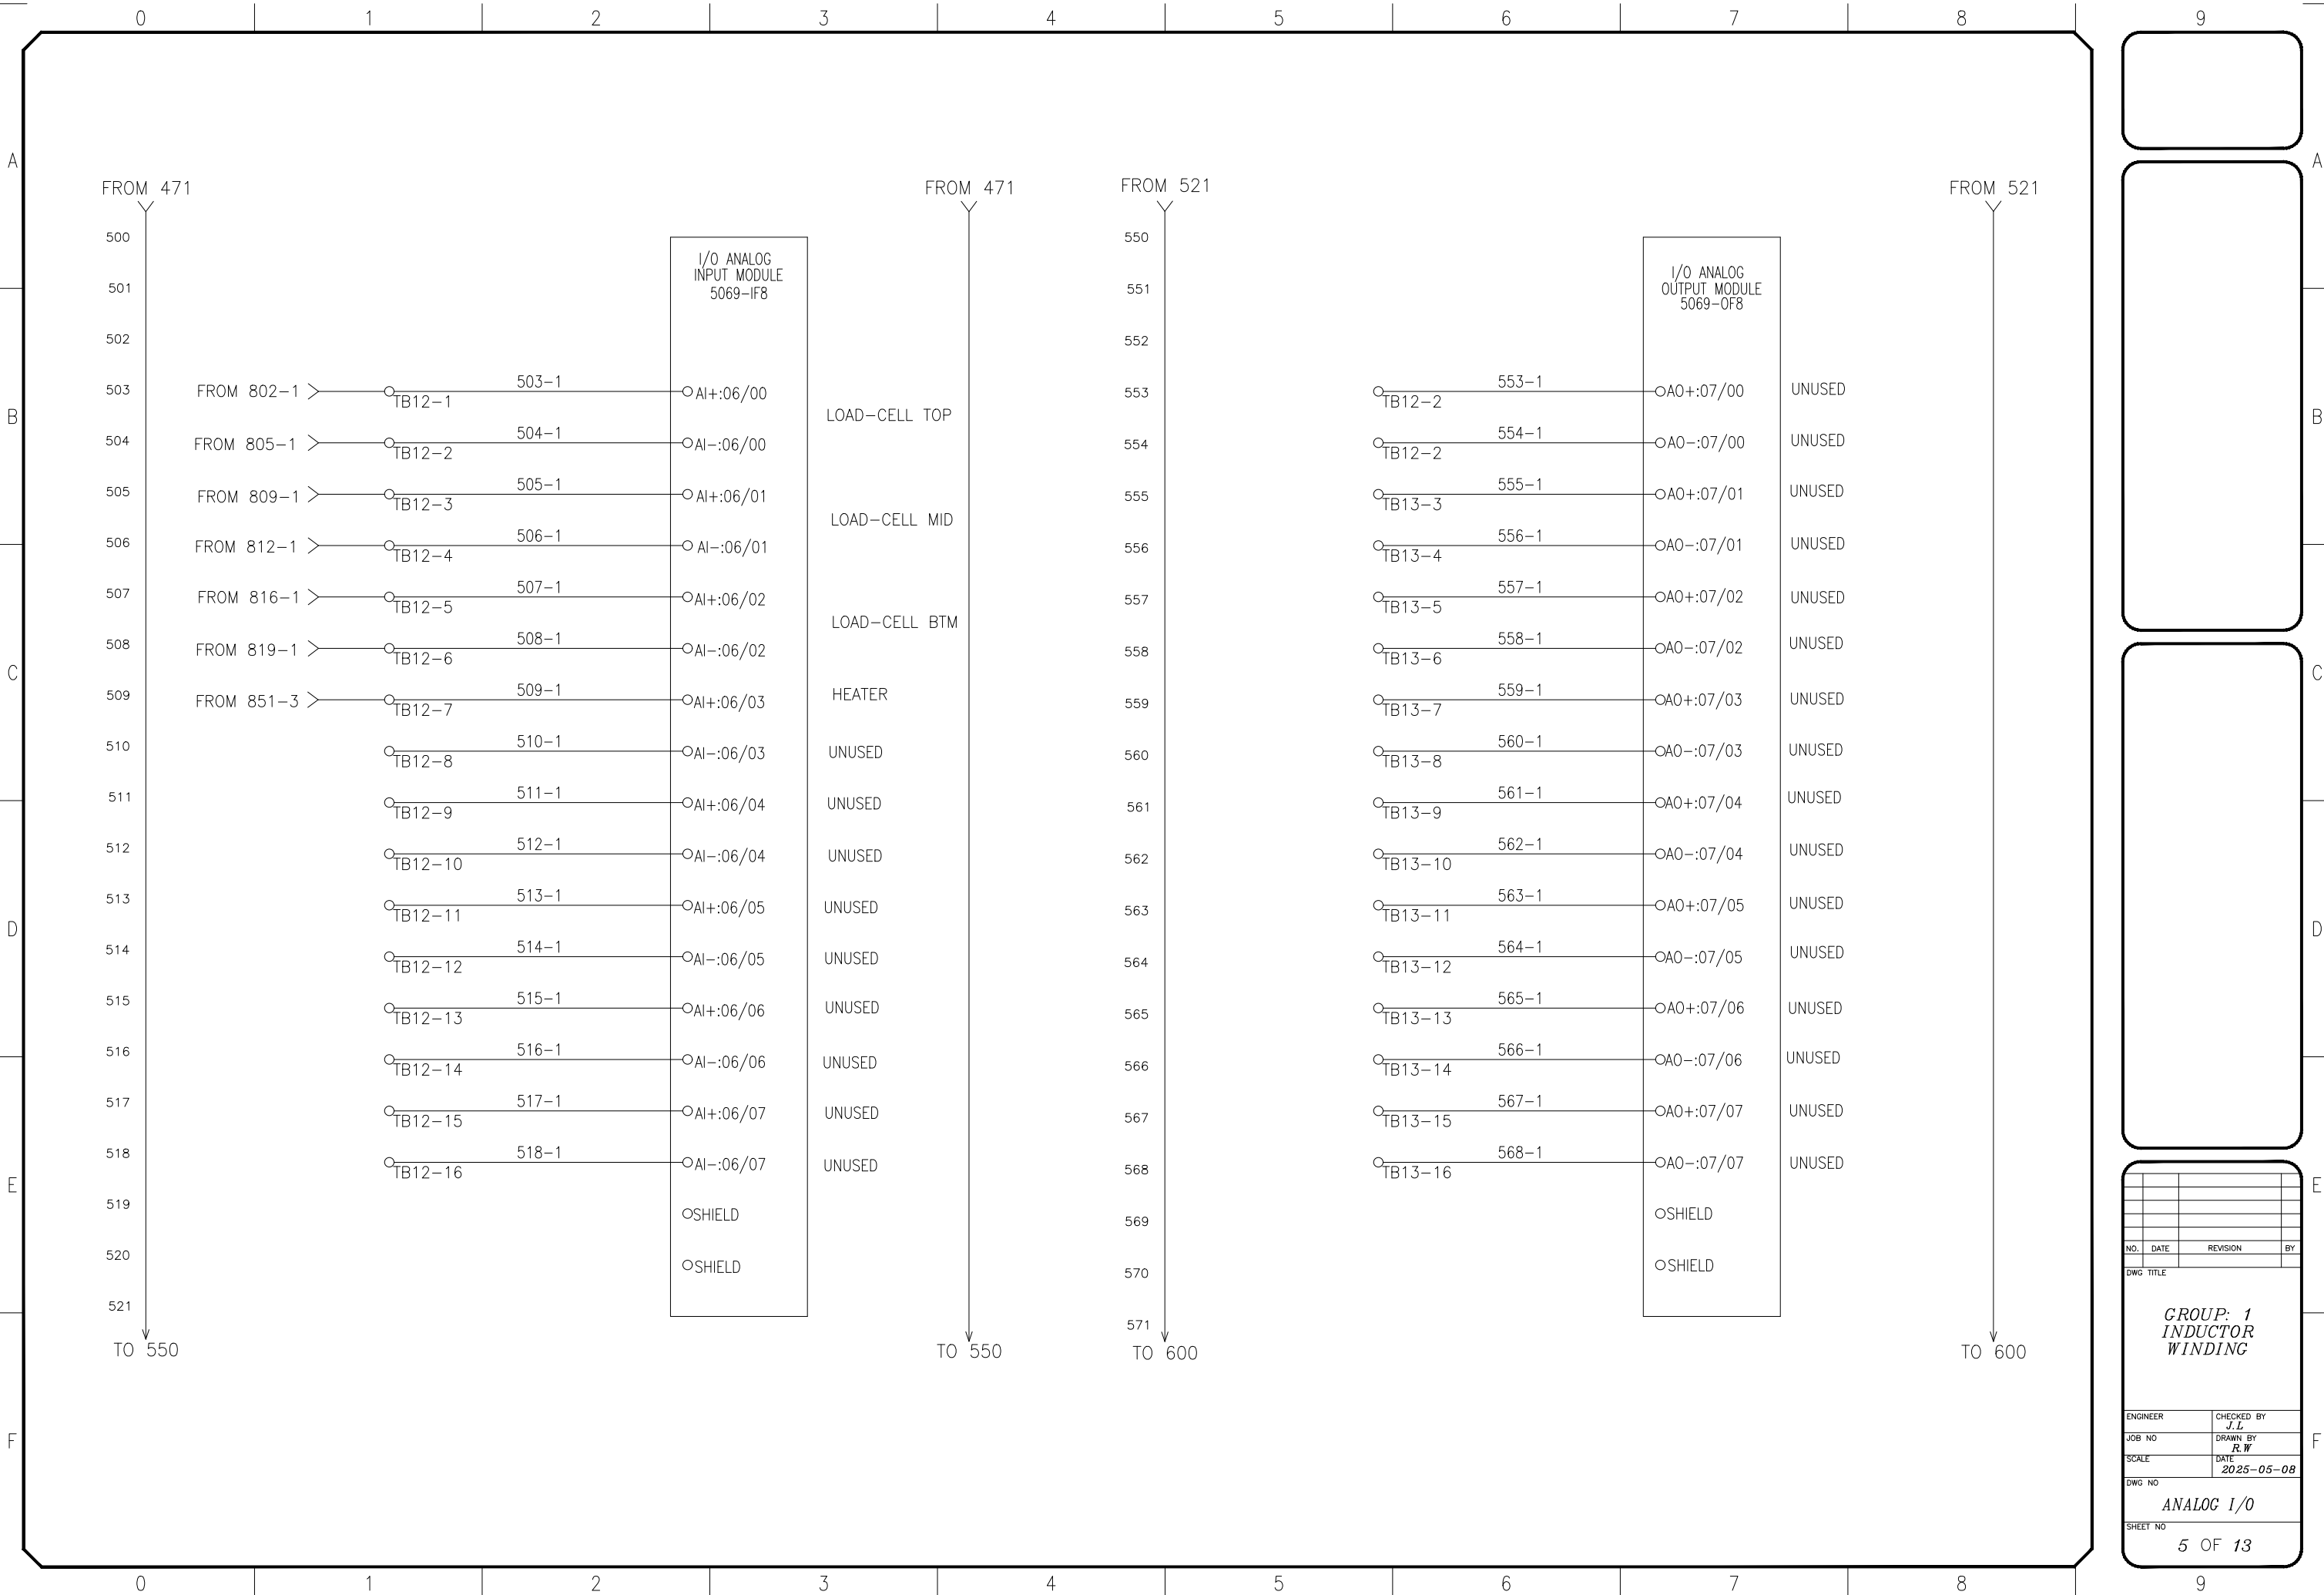 0 1 2 3 4 5 6 7 8 9
A A
FROM 471 FROM 471 FROM 521 FROM 521
500 550
I/O ANALOG
INPUT MODULE
5069-IF8
I/O ANALOG
OUTPUT MODULE
5069-OF8
501 551
502 552
503 FROM 802-1 TB12-1 503-1 AI+:06/00
LOAD-CELL TOP
553 TB12-2 553-1 AO+:07/00 UNUSED
B B
504 FROM 805-1 TB12-2 504-1 AI-:06/00
554 TB12-2 554-1 AO-:07/00 UNUSED
505 FROM 809-1 TB12-3 505-1 AI+:06/01
LOAD-CELL MID
555 TB13-3 555-1 AO+:07/01 UNUSED
506 FROM 812-1 TB12-4 506-1 AI-:06/01
556 TB13-4 556-1 AO-:07/01 UNUSED
507 FROM 816-1 TB12-5 507-1 AI+:06/02
LOAD-CELL BTM
557 TB13-5 557-1 AO+:07/02 UNUSED
508 FROM 819-1 TB12-6 508-1 AI-:06/02
558 TB13-6 558-1 AO-:07/02 UNUSED
C C
509 FROM 851-3 TB12-7 509-1 AI+:06/03 HEATER
559 TB13-7 559-1 AO+:07/03 UNUSED
510 TB12-8 510-1 AI-:06/03 UNUSED
560 TB13-8 560-1 AO-:07/03 UNUSED
511 TB12-9 511-1 AI+:06/04 UNUSED
561 TB13-9 561-1 AO+:07/04 UNUSED
512 TB12-10 512-1 AI-:06/04 UNUSED
562 TB13-10 562-1 AO-:07/04 UNUSED
513 TB12-11 513-1 AI+:06/05 UNUSED
563 TB13-11 563-1 AO+:07/05 UNUSED
D D
514 TB12-12 514-1 AI-:06/05 UNUSED
564 TB13-12 564-1 AO-:07/05 UNUSED
515 TB12-13 515-1 AI+:06/06 UNUSED
565 TB13-13 565-1 AO+:07/06 UNUSED
516 TB12-14 516-1 AI-:06/06 UNUSED
566 TB13-14 566-1 AO-:07/06 UNUSED
517 TB12-15 517-1 AI+:06/07 UNUSED
567 TB13-15 567-1 AO+:07/07 UNUSED
518 TB12-16 518-1 AI-:06/07 UNUSED
568 TB13-16 568-1 AO-:07/07 UNUSED
E E
519 SHIELD 569 SHIELD
520 SHIELD 570 SHIELD
521 571
TO 550 TO 550 TO 600 TO 600
F F
NO. DATE REVISION BY
DWG TITLE
GROUP: 1
INDUCTOR
WINDING
ENGINEER CHECKED BY
J.L
JOB NO DRAWN BY
R.W
SCALE DATE
2025-05-08
DWG NO
ANALOG I/O
SHEET NO
5 OF 13
0 1 2 3 4 5 6 7 8 9